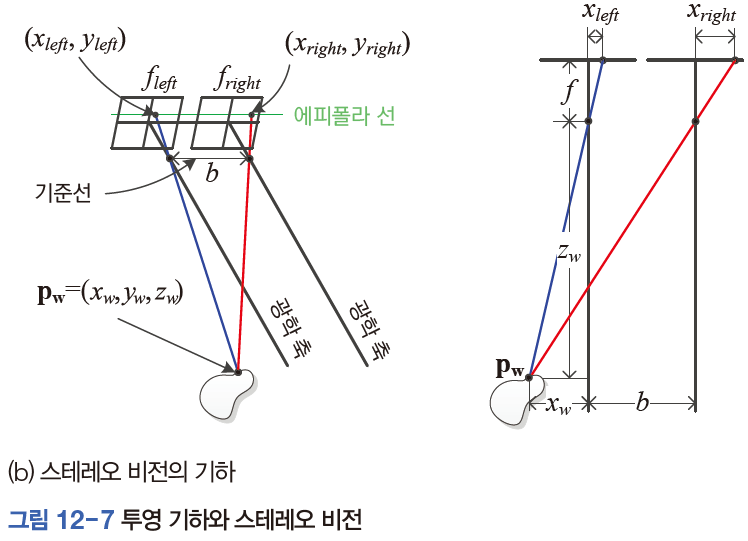 (x_left, y_left)
(x_right, y_right)
f_left
f_right
에피폴라 선
b
기준선
p_w=(x_w, y_w, z_w)
광학 축
광학 축
x_left
x_right
f
z_w
p_w
x_w
b
(b) 스테레오 비전의 기하
그림 12-7 투영 기하와 스테레오 비전